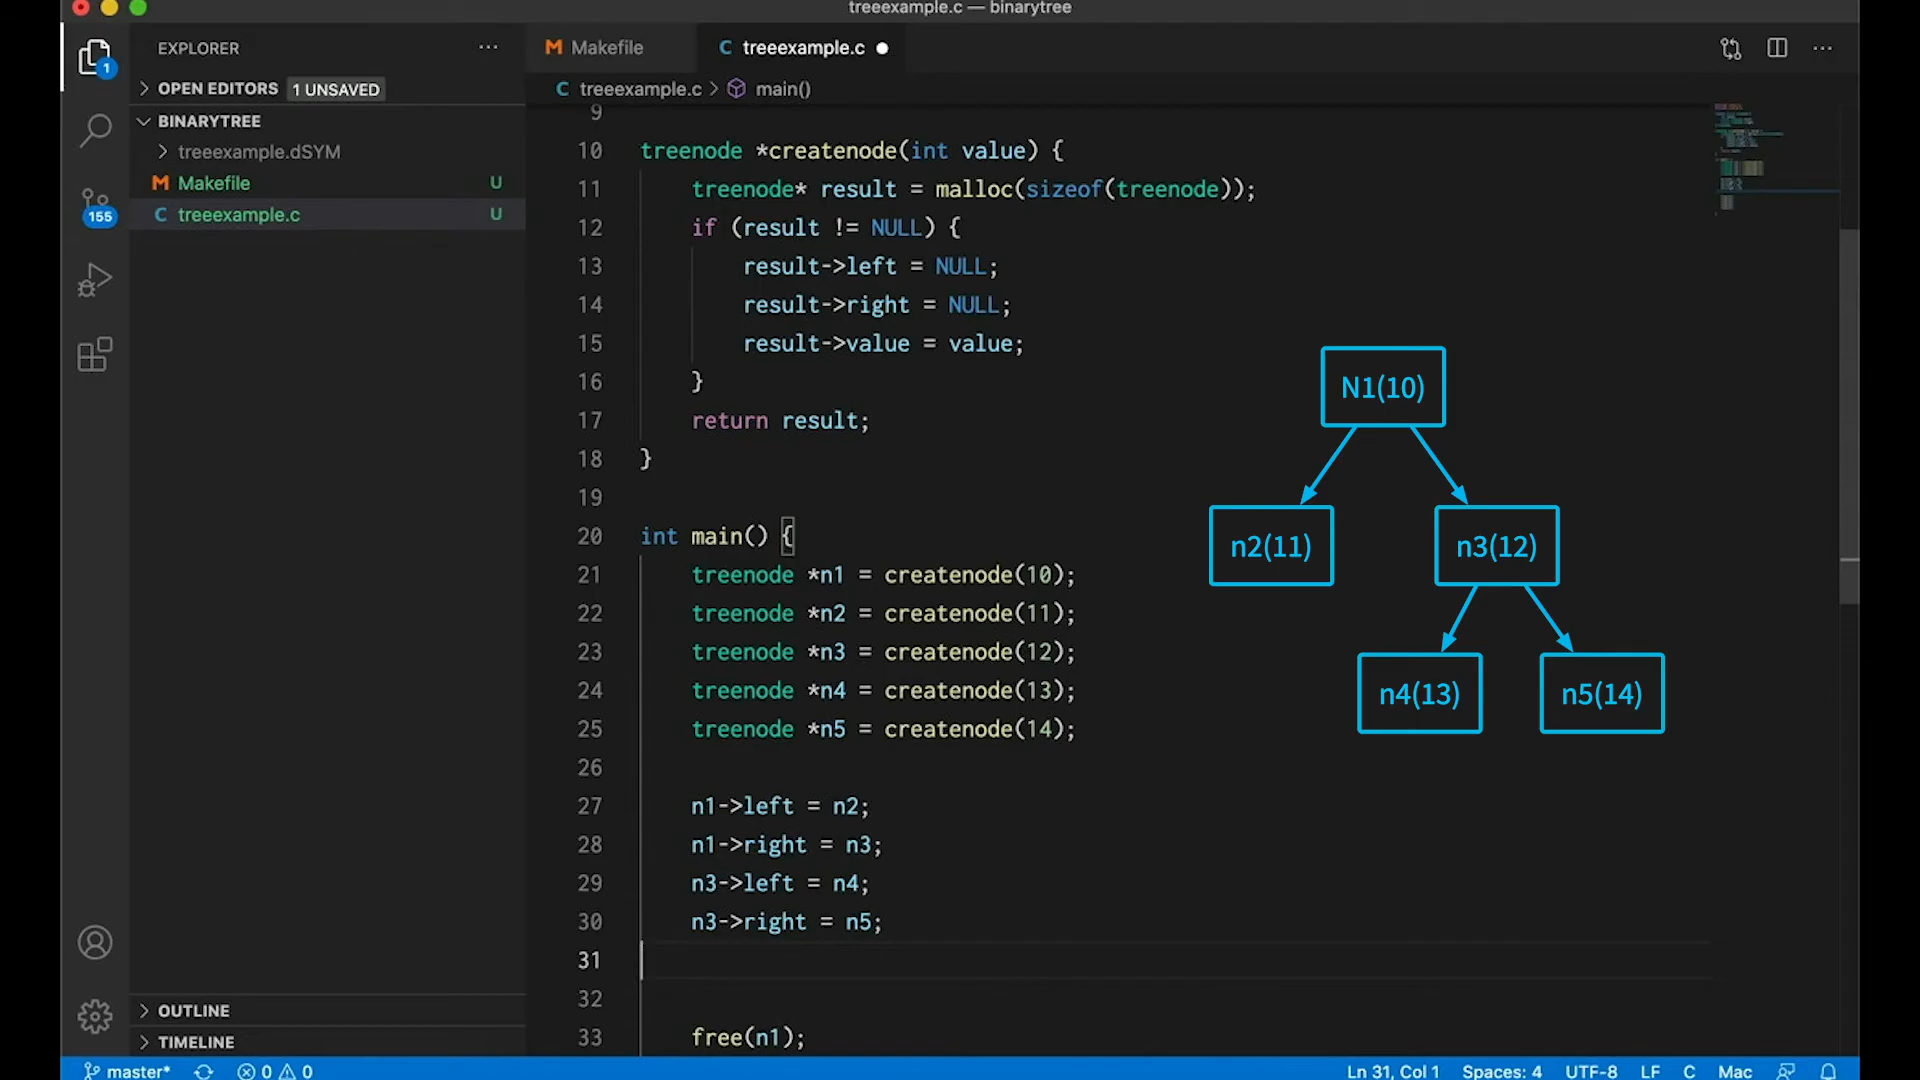 treeexample.c — binarytree
EXPLORER
OPEN EDITORS 1 UNSAVED
BINARYTREE
treeexample.dSYM
M Makefile U
C treeexample.c U
OUTLINE
TIMELINE
1
155
M Makefile
C treeexample.c
C treeexample.c > main()
9
10 treenode *createnode(int value) {
11 treenode* result = malloc(sizeof(treenode));
12 if (result != NULL) {
13 result->left = NULL;
14 result->right = NULL;
15 result->value = value;
16 }
17 return result;
18 }
19
20 int main() {
21 treenode *n1 = createnode(10);
22 treenode *n2 = createnode(11);
23 treenode *n3 = createnode(12);
24 treenode *n4 = createnode(13);
25 treenode *n5 = createnode(14);
26
27 n1->left = n2;
28 n1->right = n3;
29 n3->left = n4;
30 n3->right = n5;
31
32
33 free(n1);
N1(10)
n2(11) n3(12)
n4(13) n5(14)
master* 0 0 Ln 31, Col 1 Spaces: 4 UTF-8 LF C Mac